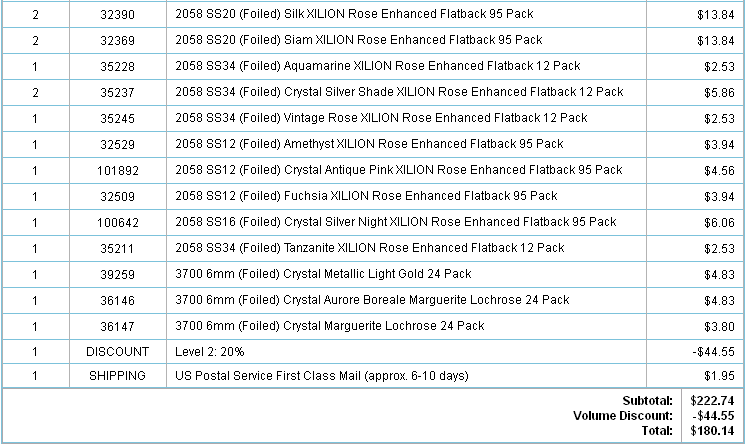 2 32390 2058 SS20 (Foiled) Silk XILION Rose Enhanced Flatback 95 Pack $13.84
2 32369 2058 SS20 (Foiled) Siam XILION Rose Enhanced Flatback 95 Pack $13.84
1 35228 2058 SS34 (Foiled) Aquamarine XILION Rose Enhanced Flatback 12 Pack $2.53
2 35237 2058 SS34 (Foiled) Crystal Silver Shade XILION Rose Enhanced Flatback 12 Pack $5.86
1 35245 2058 SS34 (Foiled) Vintage Rose XILION Rose Enhanced Flatback 12 Pack $2.53
1 32529 2058 SS12 (Foiled) Amethyst XILION Rose Enhanced Flatback 95 Pack $3.94
1 101892 2058 SS12 (Foiled) Crystal Antique Pink XILION Rose Enhanced Flatback 95 Pack $4.56
1 32509 2058 SS12 (Foiled) Fuchsia XILION Rose Enhanced Flatback 95 Pack $3.94
1 100642 2058 SS16 (Foiled) Crystal Silver Night XILION Rose Enhanced Flatback 95 Pack $6.06
1 35211 2058 SS34 (Foiled) Tanzanite XILION Rose Enhanced Flatback 12 Pack $2.53
1 39259 3700 6mm (Foiled) Crystal Metallic Light Gold 24 Pack $4.83
1 36146 3700 6mm (Foiled) Crystal Aurore Boreale Marguerite Lochrose 24 Pack $4.83
1 36147 3700 6mm (Foiled) Crystal Marguerite Lochrose 24 Pack $3.80
1 DISCOUNT Level 2: 20% -$44.55
1 SHIPPING US Postal Service First Class Mail (approx. 6-10 days) $1.95
Subtotal: $222.74
Volume Discount: -$44.55
Total: $180.14